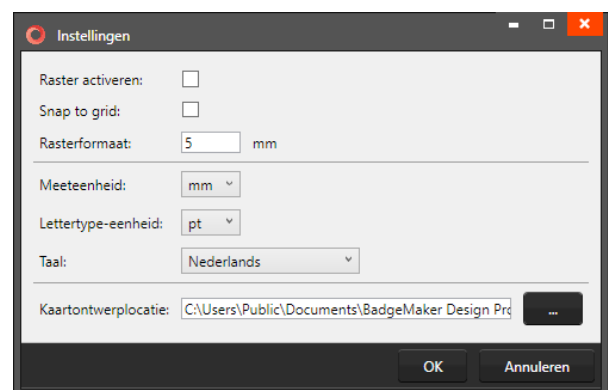 Instellingen
Raster activeren:
Snap to grid:
Rasterformaat: 5 mm
Meeteenheid: mm
Lettertype-eenheid: pt
Taal: Nederlands
Kaartontwerplocatie: C:\Users\Public\Documents\BadgeMaker Design Pro ...
OK Annuleren